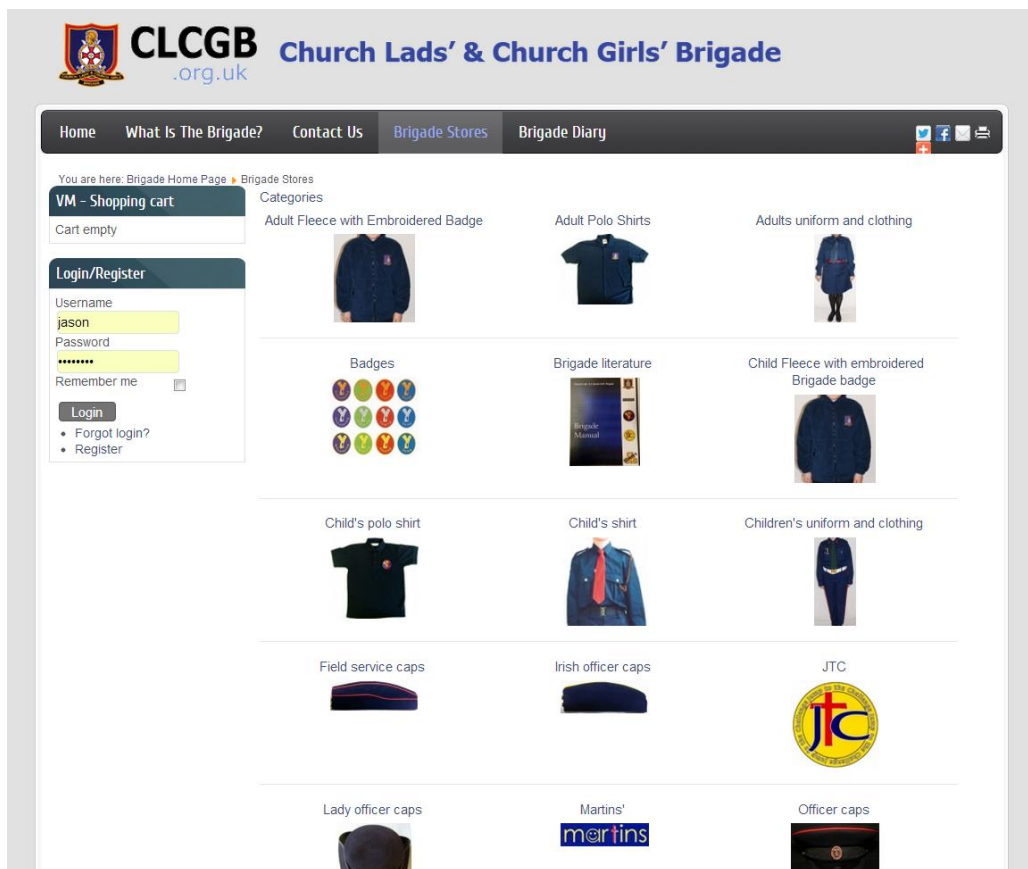 CLCGB
.org.uk
Church Lads' & Church Girls' Brigade
Home What Is The Brigade? Contact Us Brigade Stores Brigade Diary
You are here: Brigade Home Page Brigade Stores
VM - Shopping cart
Cart empty
Login/Register
Username
jason
Password
••••••••
Remember me
Login
Forgot login?
Register
Categories
Adult Fleece with Embroidered Badge Adult Polo Shirts Adults uniform and clothing
Badges Brigade literature Child Fleece with embroidered
Brigade badge
Brigade
Manual
Child's polo shirt Child's shirt Children's uniform and clothing
Field service caps Irish officer caps JTC
JTC
Lady officer caps Martins' Officer caps
martins